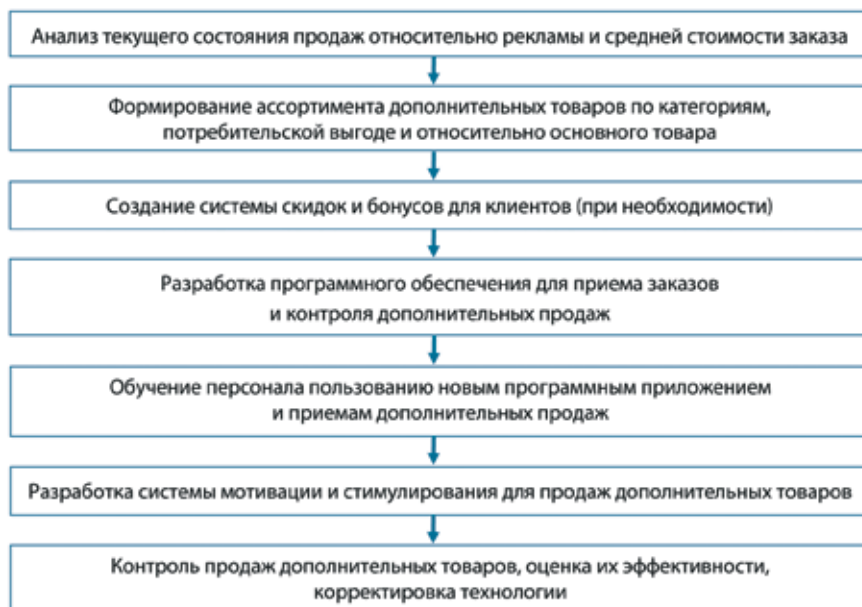 Анализ текущего состояния продаж относительно рекламы и средней стоимости заказа
Формирование ассортимента дополнительных товаров по категориям,
потребительской выгоде и относительно основного товара
Создание системы скидок и бонусов для клиентов (при необходимости)
Разработка программного обеспечения для приема заказов
и контроля дополнительных продаж
Обучение персонала пользованию новым программным приложением
и приемам дополнительных продаж
Разработка системы мотивации и стимулирования для продаж дополнительных товаров
Контроль продаж дополнительных товаров, оценка их эффективности,
корректировка технологии